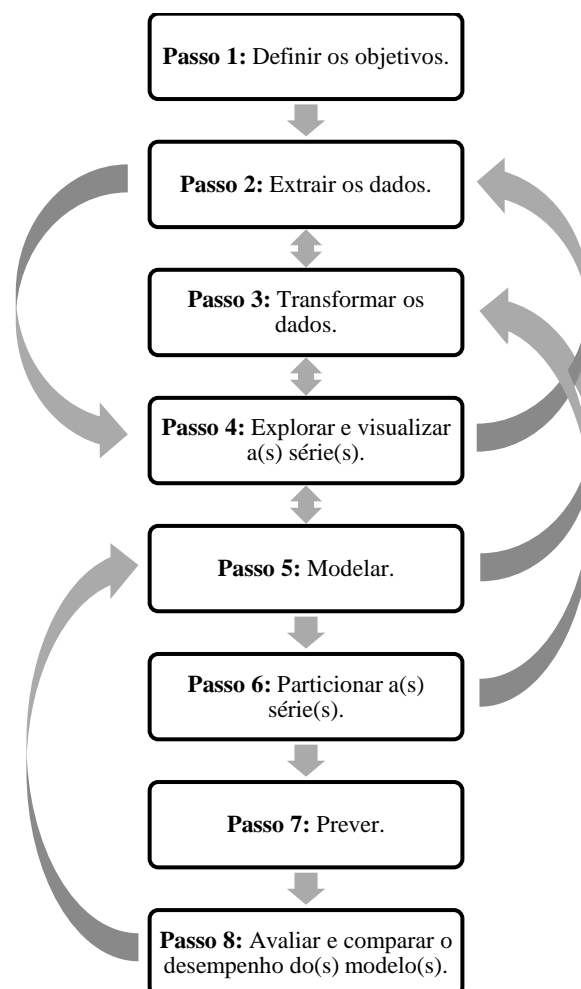 Passo 1: Definir os objetivos.
Passo 2: Extrair os dados.
Passo 3: Transformar os
dados.
Passo 4: Explorar e visualizar
a(s) série(s).
Passo 5: Modelar.
Passo 6: Particionar a(s)
série(s).
Passo 7: Prever.
Passo 8: Avaliar e comparar o
desempenho do(s) modelo(s).